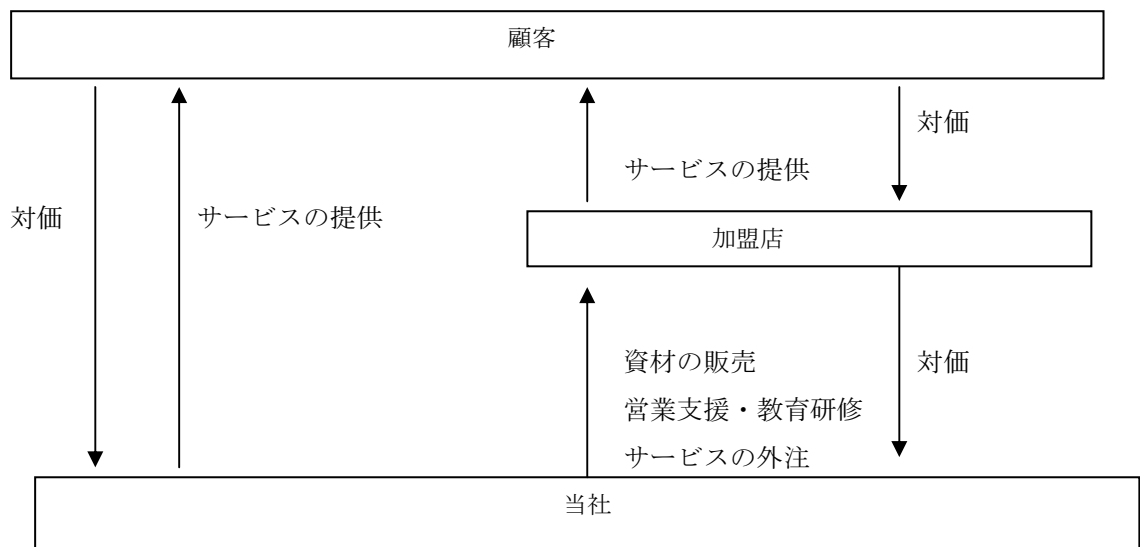 顧客
対価
サービスの提供
対価
サービスの提供
加盟店
資材の販売
営業支援・教育研修
サービスの外注
対価
当社